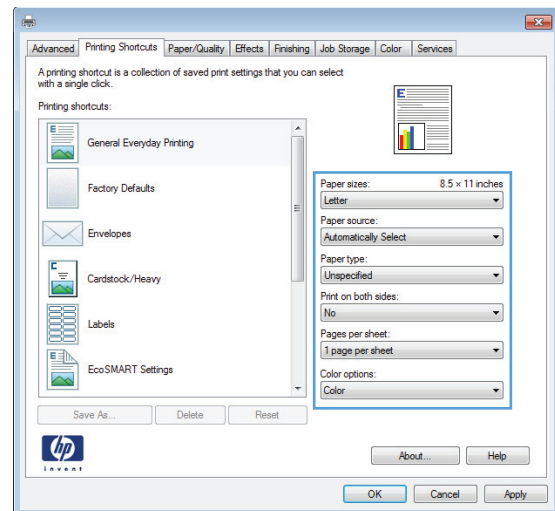 Advanced
Printing Shortcuts
Paper/Quality
Effects
Finishing
Job Storage
Color
Services
A printing shortcut is a collection of saved print settings that you can select
with a single click.
Printing shortcuts:
E
General Everyday Printing
Factory Defaults
Envelopes
C
Cardstock/Heavy
Labels
E
EcoSMART Settings
Save As...
Delete
Reset
E
Paper sizes:
8.5 × 11 inches
Letter
Paper source:
Automatically Select
Paper type:
Unspecified
Print on both sides:
No
Pages per sheet:
1 page per sheet
Color options:
Color
hp
invent
About...
Help
OK
Cancel
Apply